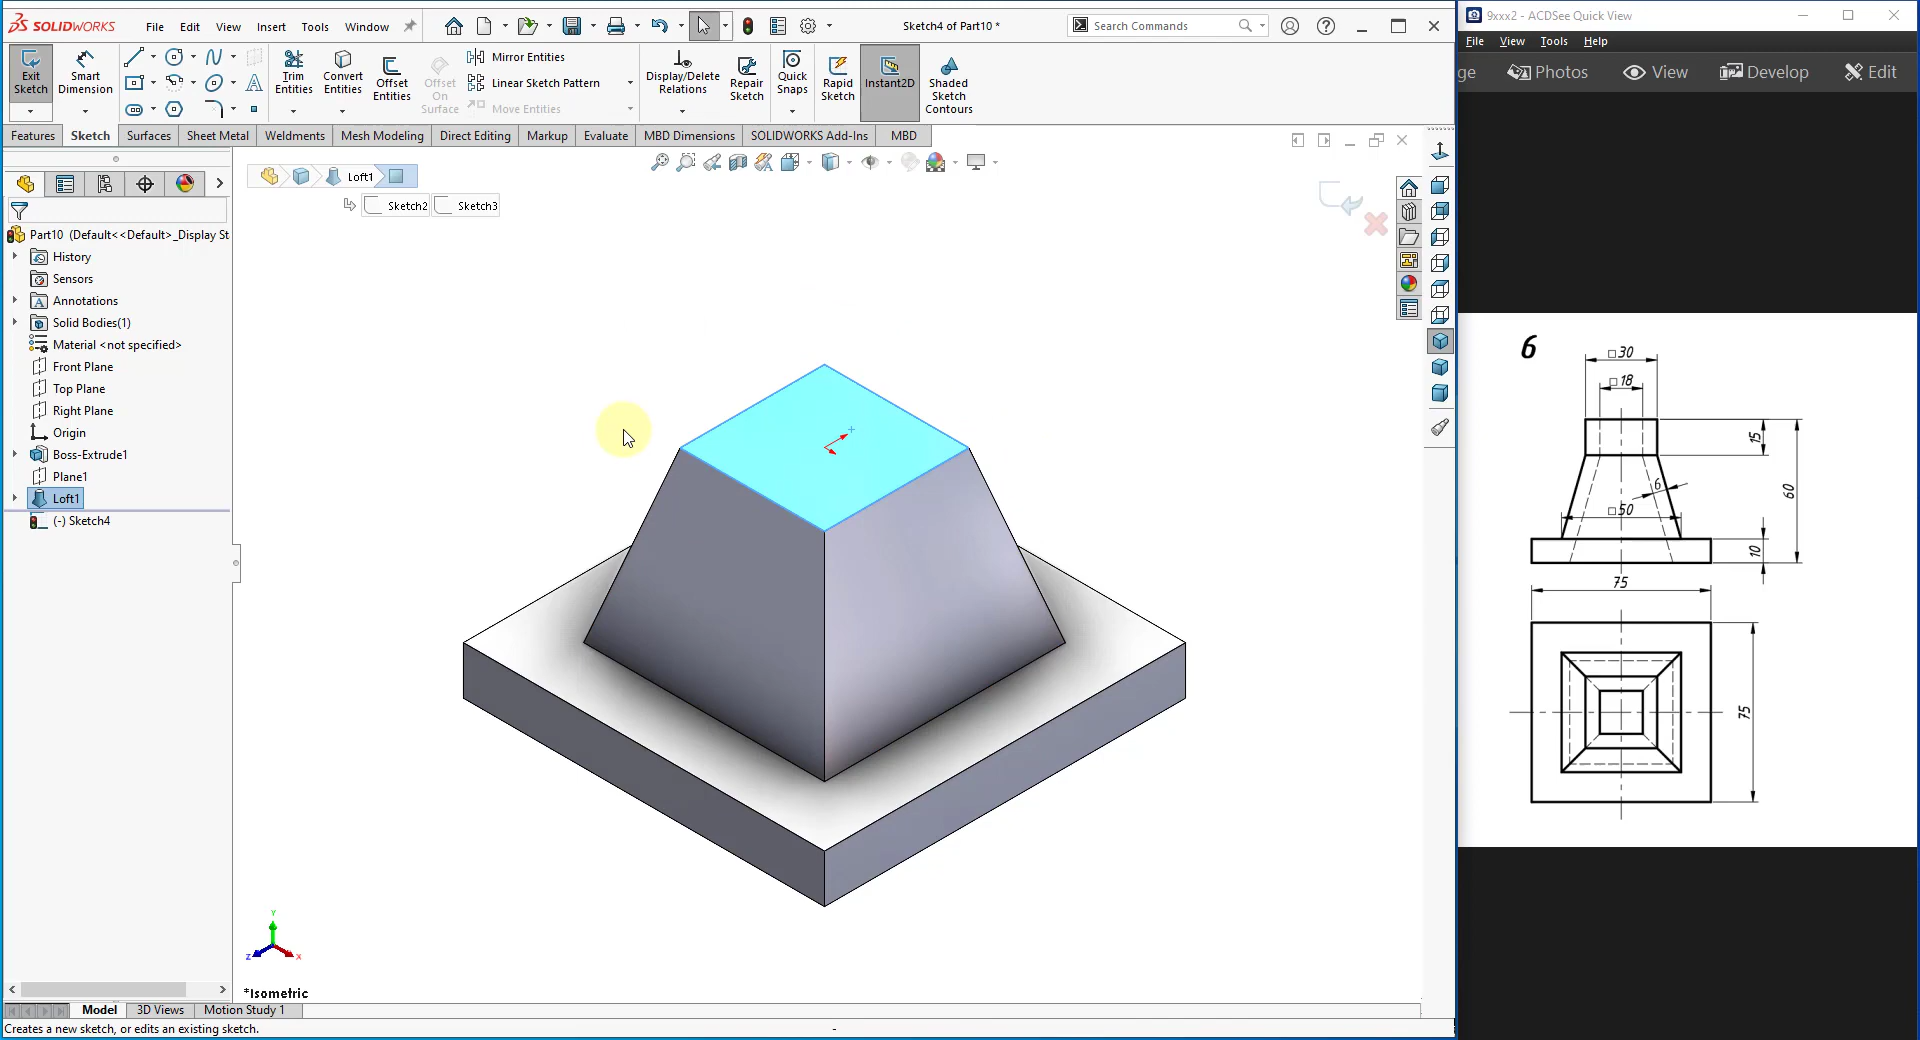 SOLIDWORKS
File
Edit
View
Insert
Tools
Window
Sketch4 of Part10 *
Search Commands
Exit Sketch
Smart Dimension
Trim Entities
Convert Entities
Offset Entities
Offset On Surface
Mirror Entities
Linear Sketch Pattern
Move Entities
Display/Delete Relations
Repair Sketch
Quick Snaps
Rapid Sketch
Instant2D
Shaded Sketch Contours
Features
Sketch
Surfaces
Sheet Metal
Weldments
Mesh Modeling
Direct Editing
Markup
Evaluate
MBD Dimensions
SOLIDWORKS Add-Ins
MBD
Loft1
Sketch2
Sketch3
Part10 (Default<<Default>_Display St
History
Sensors
Annotations
Solid Bodies(1)
Material <not specified>
Front Plane
Top Plane
Right Plane
Origin
Boss-Extrude1
Plane1
Loft1
(-) Sketch4
Y
Z
X
*Isometric
Model
3D Views
Motion Study 1
Creates a new sketch, or edits an existing sketch.
-
9xxx2 - ACDSee Quick View
File
View
Tools
Help
ge
Photos
View
Develop
Edit
6
□30
□18
15
6
60
□50
10
75
75